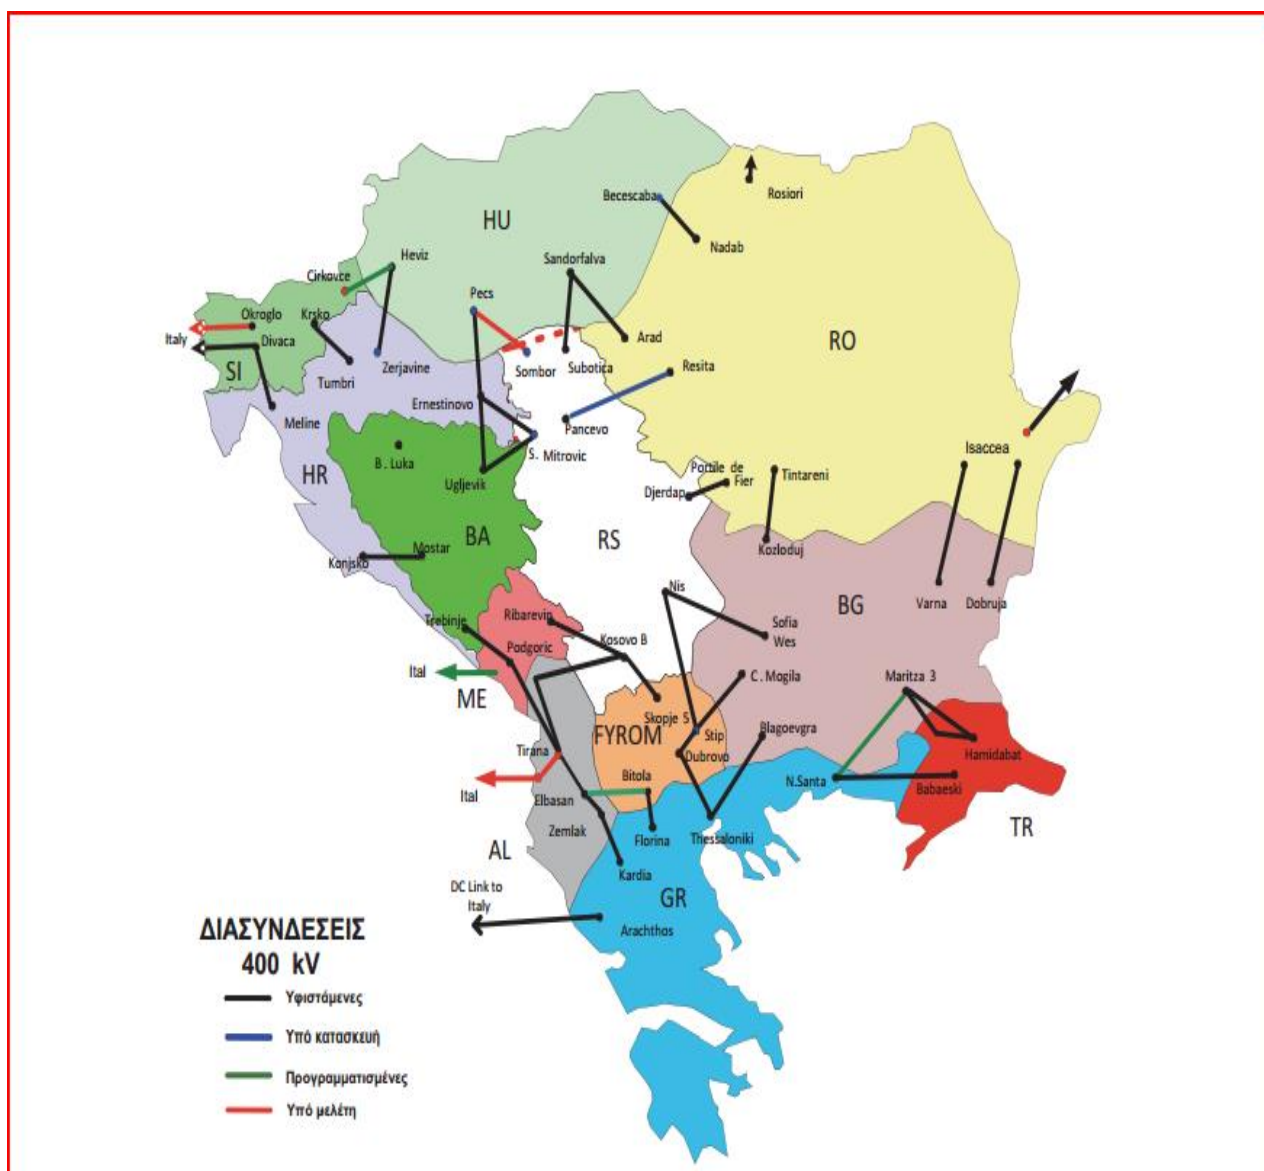 Rosiori
Becescaba
HU
Nadab
Heviz
Sandorfalva
Cirkovce
Pecs
Okroglo
Krsko
Italy
Divaca
Arad
RO
SI
Tumbri
Zerjavine
Sombor
Subotica
Resita
Ernestinovo
Meline
Pancevo
HR
B . Luka
S. Mitrovic
Isaccea
Ugljevik
Portile de
Fier
Tintareni
Djerdap
BA
RS
Mostar
Konjsko
Kozloduj
Nis
BG
Varna
Dobruja
Ribarevin
Trebinje
Kosovo B
Sofia
Wes
Podgoric
Ital
C . Mogila
Maritza 3
ME
Skopje 5
FYROM
Stip
Blagoevgra
Tirana
Dubrovo
Hamidabat
Bitola
N.Santa
Babaeski
Ital
Elbasan
Zemlak
Florina
Thessaloniki
TR
AL
Kardia
GR
DC Link to
Italy
Arachthos
ΔΙΑΣΥΝΔΕΣΕΙΣ
400 kV
Υφιστάμενες
Υπό κατασκευή
Προγραμματισμένες
Υπό μελέτη